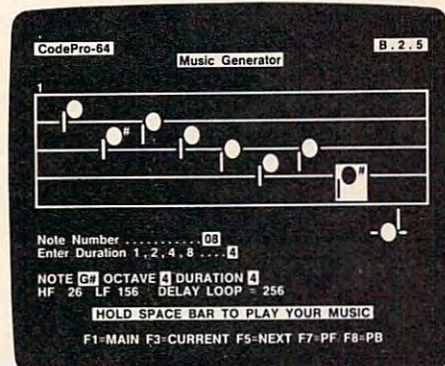 CodePro-64
B.2.5
Music Generator
1
#
#
Note Number ........... 08
Enter Duration 1,2,4,8 .... 4
NOTE G# OCTAVE 4 DURATION 4
HF 26 LF 156 DELAY LOOP = 256
HOLD SPACE BAR TO PLAY YOUR MUSIC
F1=MAIN F3=CURRENT F5=NEXT F7=PF F8=PB